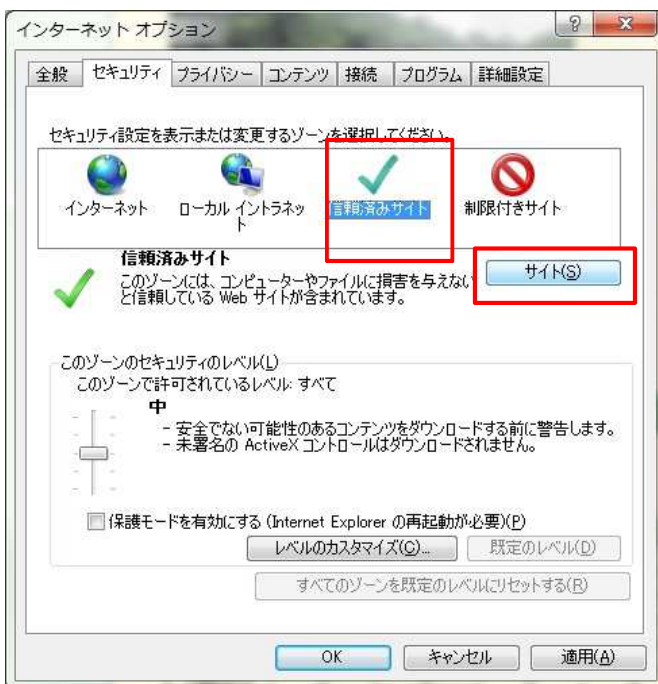 インターネット オプション
全般 セキュリティ プライバシー コンテンツ 接続 プログラム 詳細設定
セキュリティ設定を表示または変更するゾーンを選択してください。
インターネット
ローカル イントラネッ
ト
信頼済みサイト
制限付きサイト
信頼済みサイト
このゾーンには、コンピューターやファイルに損害を与えない
と信頼している Web サイトが含まれています。
サイト(S)
このゾーンのセキュリティのレベル(L)
このゾーンで許可されているレベル: すべて
中
- 安全でない可能性のあるコンテンツをダウンロードする前に警告します。
- 未署名の ActiveX コントロールはダウンロードされません。
保護モードを有効にする (Internet Explorer の再起動が必要)(P)
レベルのカスタマイズ(C)... 既定のレベル(D)
すべてのゾーンを既定のレベルにリセットする(R)
OK キャンセル 適用(A)